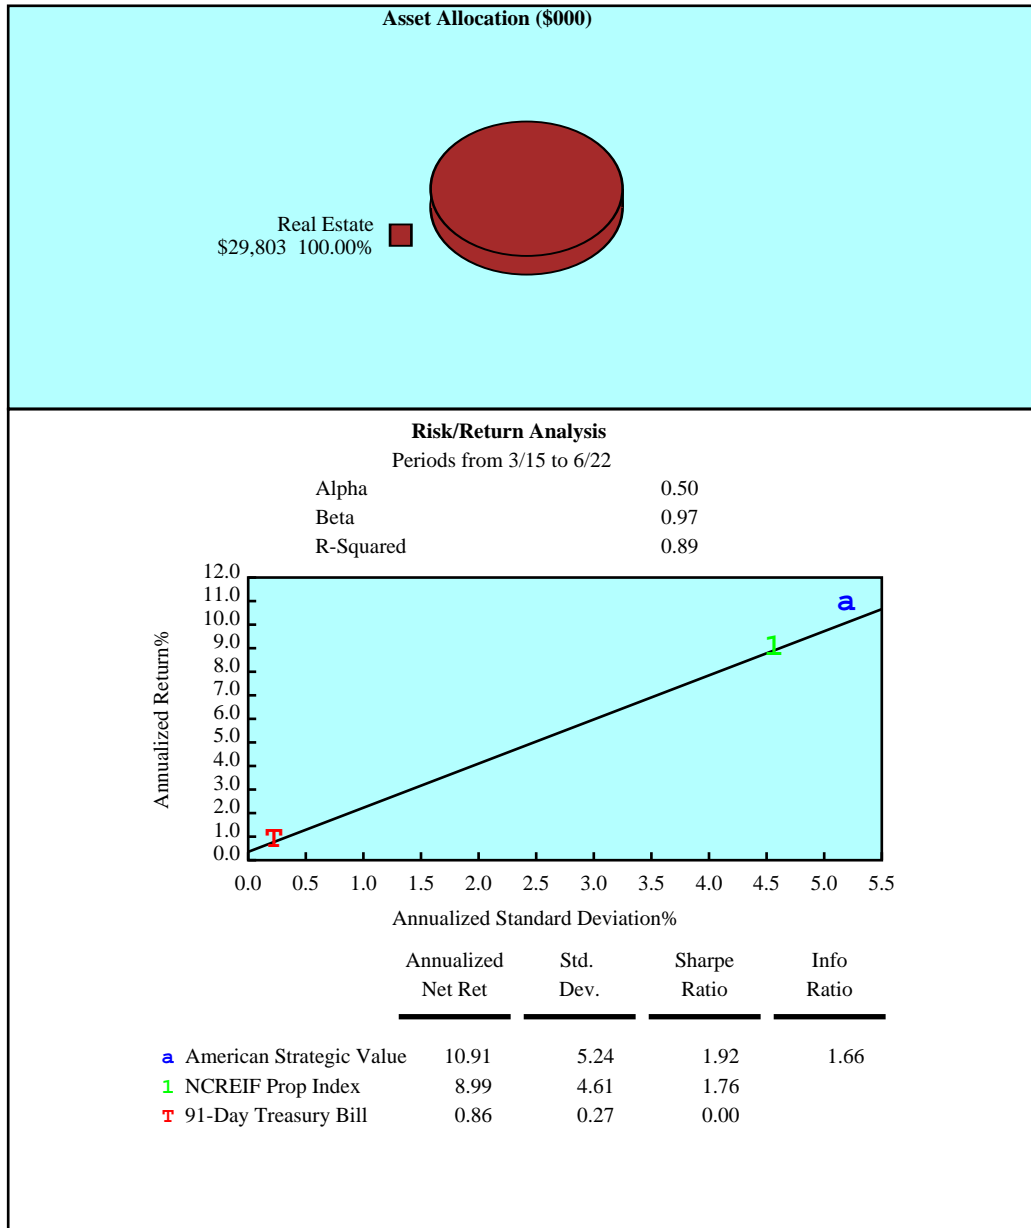 Asset Allocation ($000)
Real Estate
$29,803 100.00%
Risk/Return Analysis
Periods from 3/15 to 6/22
Alpha 0.50
Beta 0.97
R-Squared 0.89
12.0
11.0
10.0
9.0
8.0
7.0
6.0
5.0
4.0
3.0
2.0
1.0
0.0
Annualized Return%
a
1
T
0.0 0.5 1.0 1.5 2.0 2.5 3.0 3.5 4.0 4.5 5.0 5.5
Annualized Standard Deviation%
Annualized Std. Sharpe Info
Net Ret Dev. Ratio Ratio
a American Strategic Value 10.91 5.24 1.92 1.66
1 NCREIF Prop Index 8.99 4.61 1.76
T 91-Day Treasury Bill 0.86 0.27 0.00